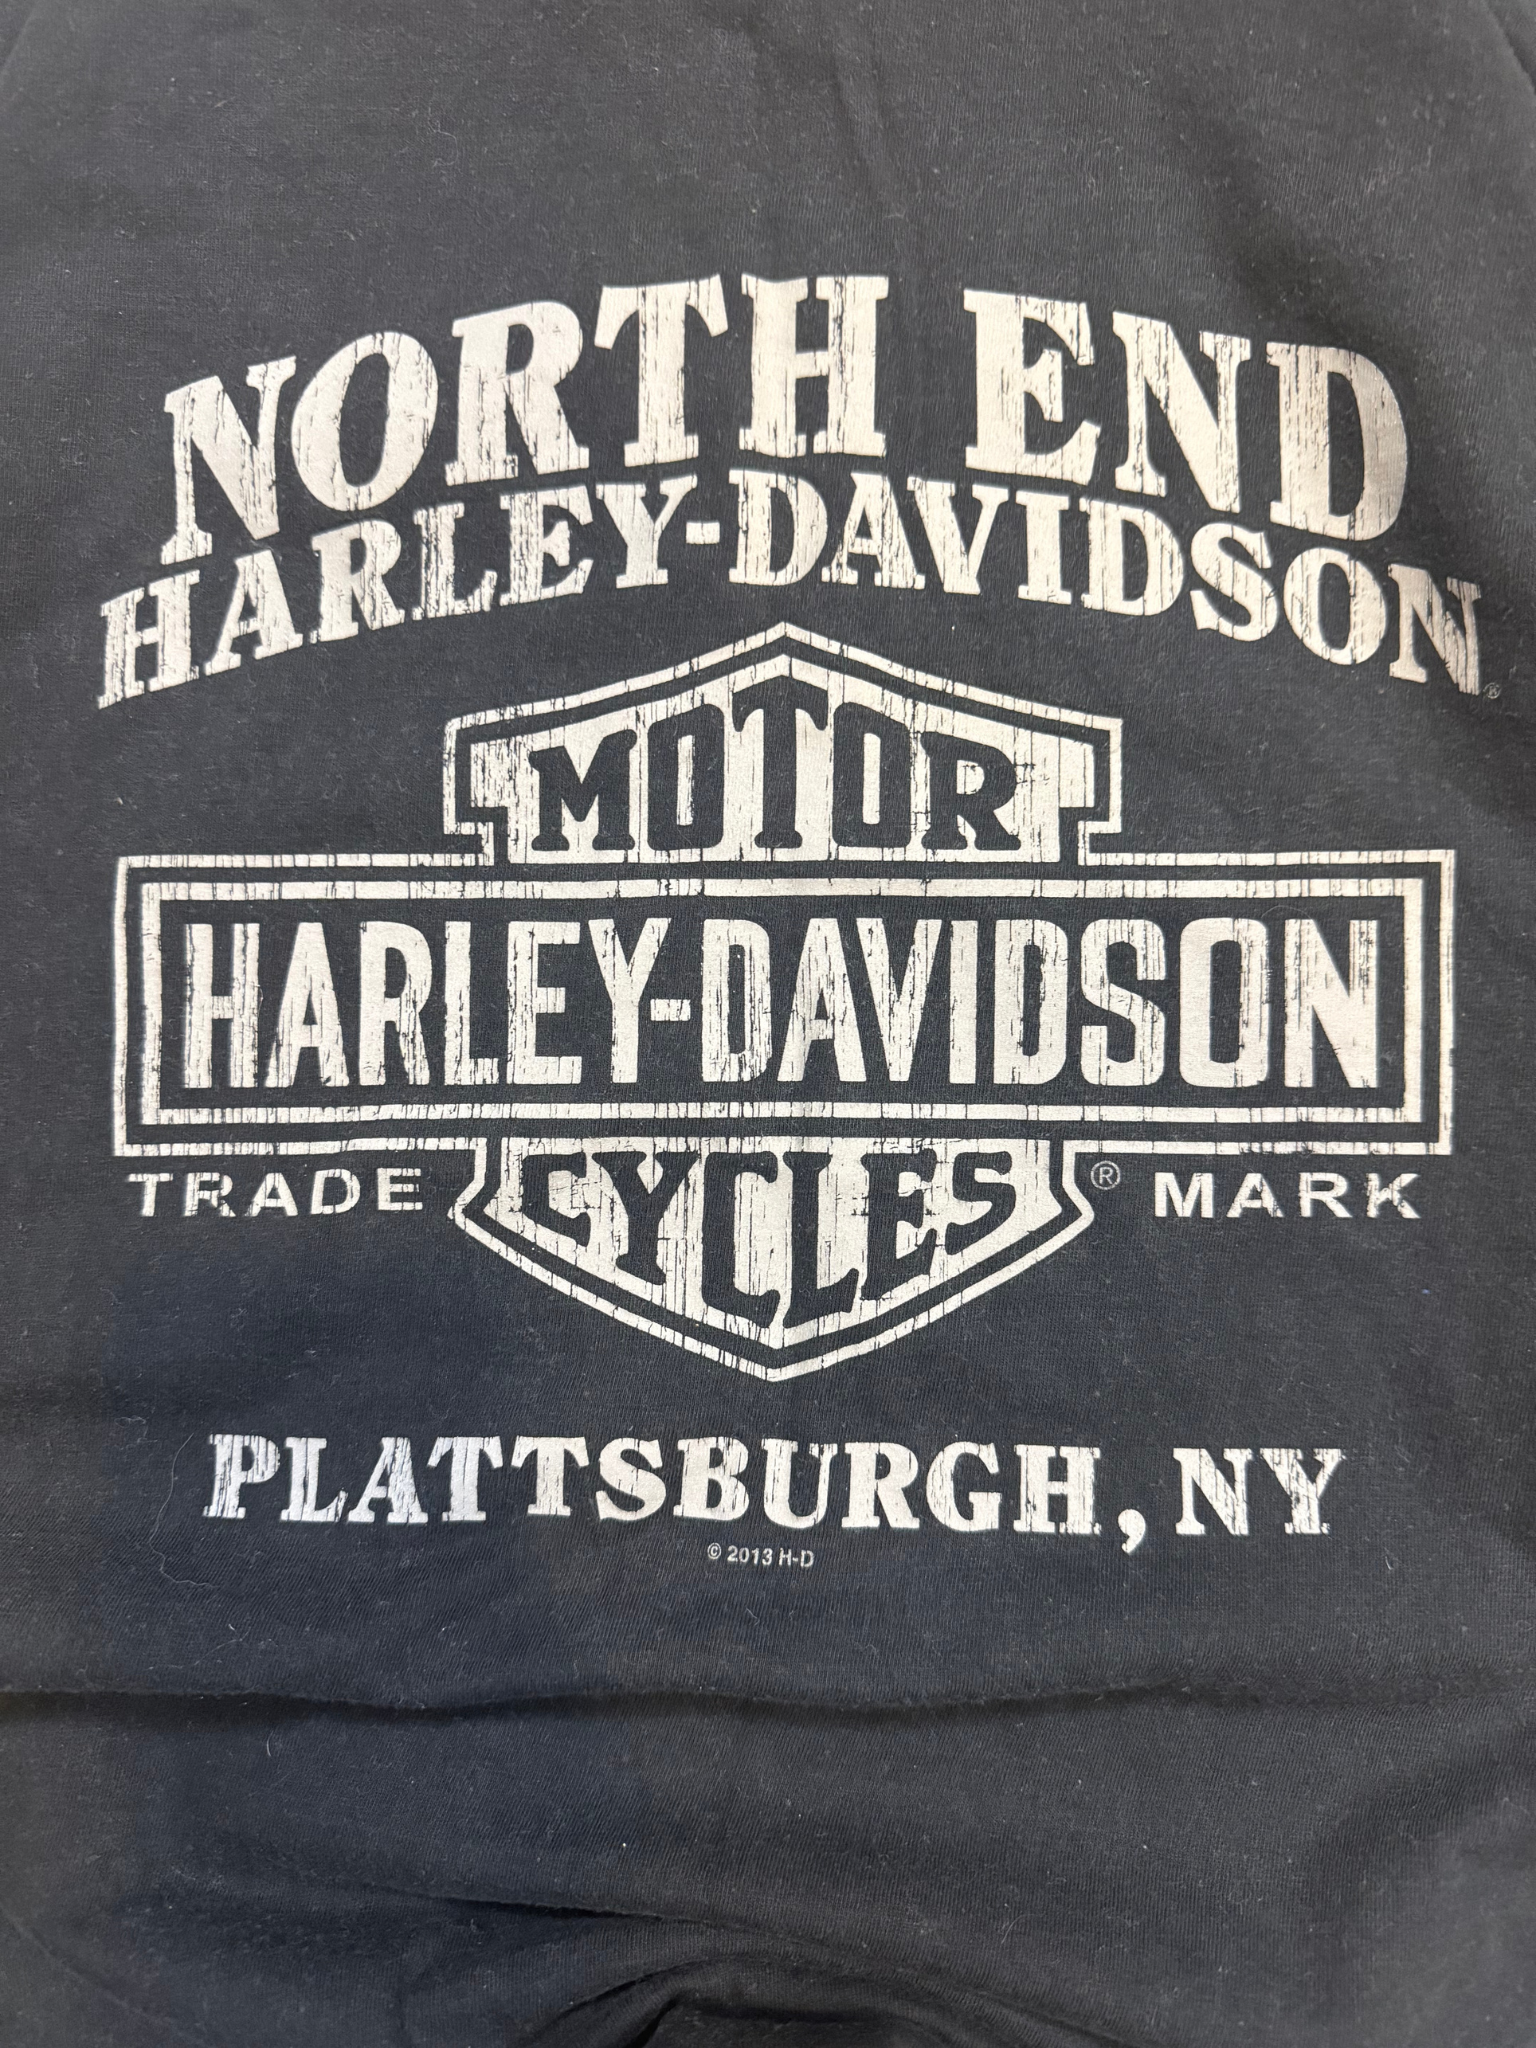 NORTH END
HARLEY-DAVIDSON®
MOTOR
HARLEY-DAVIDSON
CYCLES
TRADE ® MARK
PLATTSBURGH, NY
© 2013 H-D